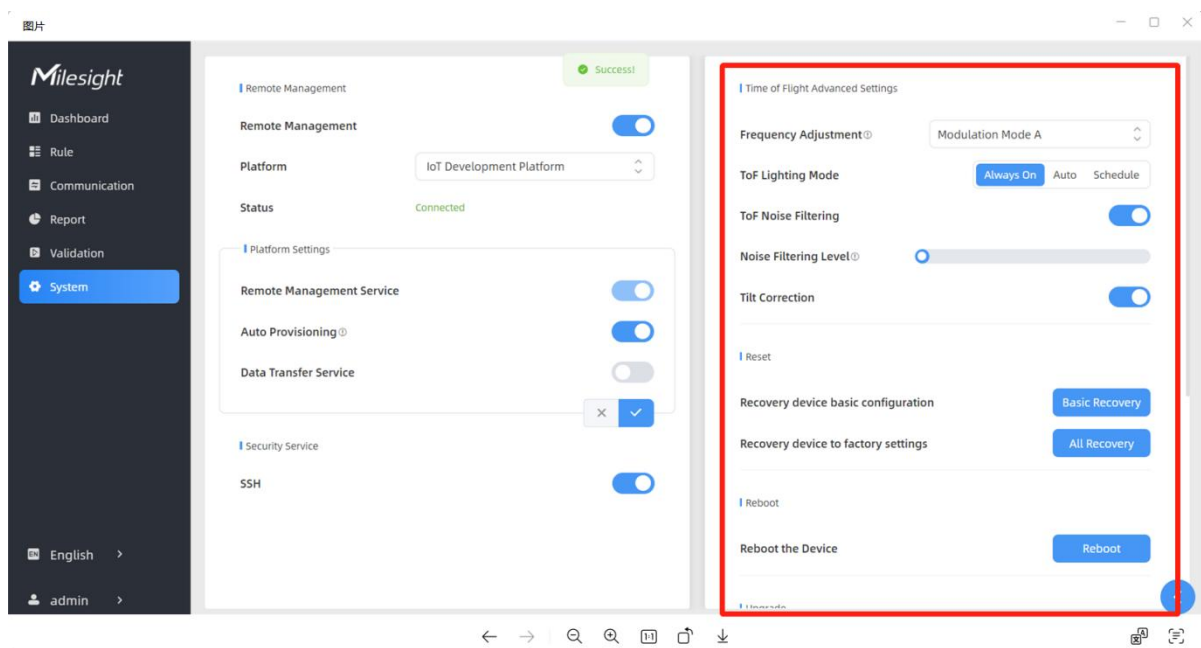 图片
Milesight
Dashboard
Rule
Communication
Report
Validation
System
English
admin
Success!
Remote Management
Remote Management
Platform IoT Development Platform
Status Connected
Platform Settings
Remote Management Service
Auto Provisioning
Data Transfer Service
Security Service
SSH
Time of Flight Advanced Settings
Frequency Adjustment Modulation Mode A
ToF Lighting Mode Always On Auto Schedule
ToF Noise Filtering
Noise Filtering Level
Tilt Correction
Reset
Recovery device basic configuration Basic Recovery
Recovery device to factory settings All Recovery
Reboot
Reboot the Device Reboot
Upgrade
1:1